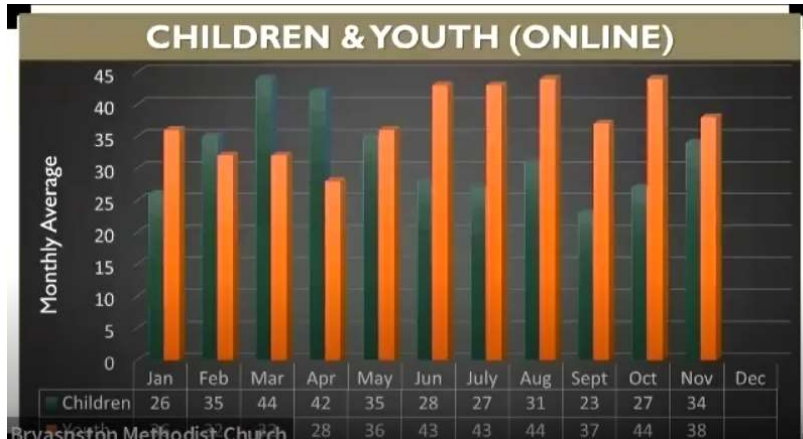 CHILDREN & YOUTH (ONLINE)
Monthly Average
45
40
35
30
25
20
15
10
5
0
Jan Feb Mar Apr May Jun July Aug Sept Oct Nov Dec
Children 26 35 44 42 35 28 27 31 23 27 34
Youth 28 36 43 43 44 37 44 38
Bryasnston Methodist Church